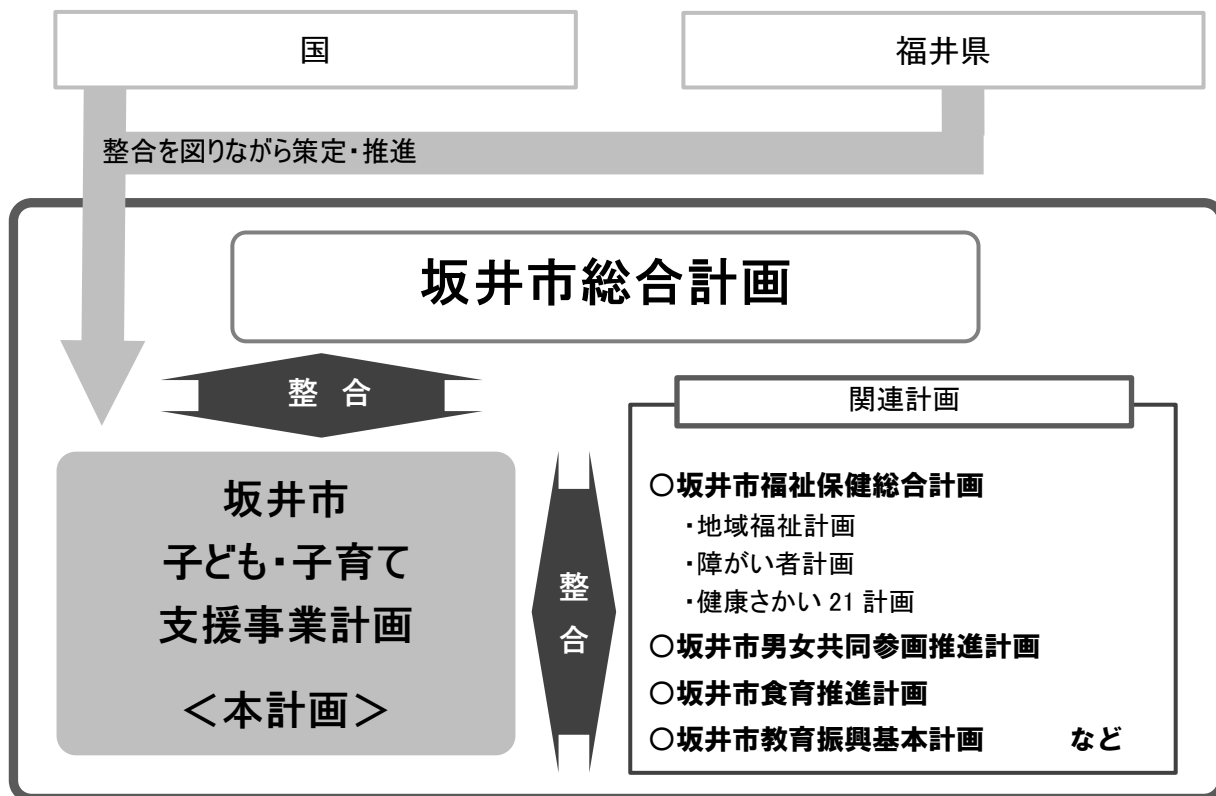 国
福井県
整合を図りながら策定・推進
坂井市総合計画
整 合
関連計画
坂井市
子ども・子育て
支援事業計画
＜本計画＞
整
合
○坂井市福祉保健総合計画
・地域福祉計画
・障がい者計画
・健康さかい 21 計画
○坂井市男女共同参画推進計画
○坂井市食育推進計画
○坂井市教育振興基本計画　　など